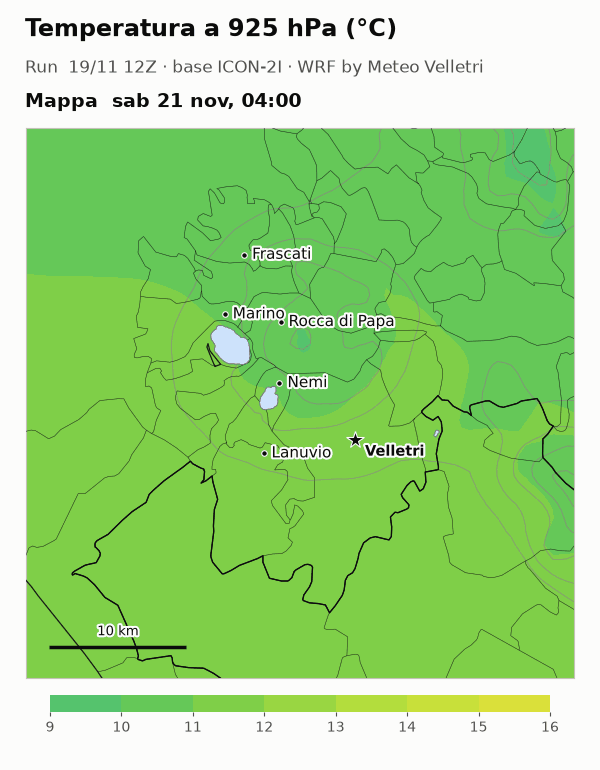 Temperatura a 925 hPa (°C)
Run  19/11 12Z · base ICON-2I · WRF by Meteo Velletri
Mappa  sab 21 nov, 04:00
Frascati
Marino
Rocca di Papa
Nemi
Velletri
Lanuvio
10 km
9 10 11 12 13 14 15 16